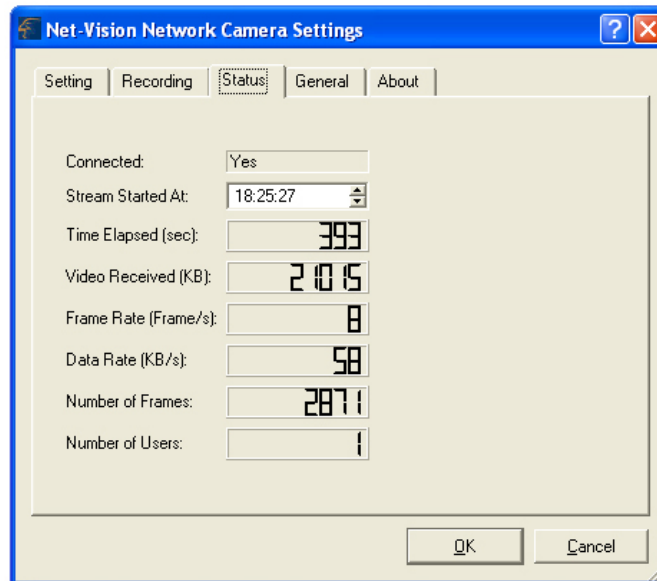 Net-Vision Network Camera Settings
Setting Recording Status General About
Connected: Yes
Stream Started At: 18:25:27
Time Elapsed (sec): 393
Video Received (KB): 21015
Frame Rate (Frame/s): 8
Data Rate (KB/s): 58
Number of Frames: 2871
Number of Users: 1
OK Cancel